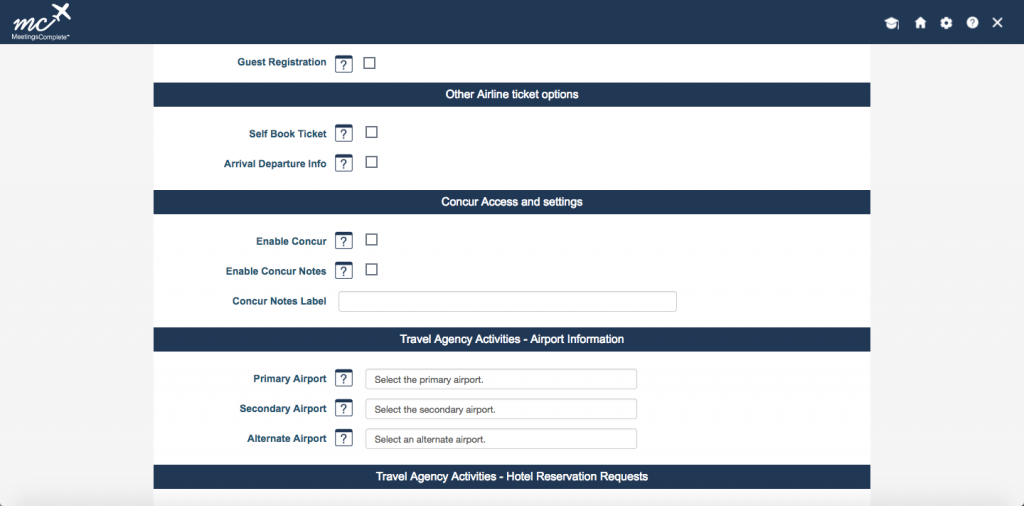 mc
MeetingsComplete™
?
Guest Registration ?
Other Airline ticket options
Self Book Ticket ?
Arrival Departure Info ?
Concur Access and settings
Enable Concur ?
Enable Concur Notes ?
Concur Notes Label
Travel Agency Activities - Airport Information
Primary Airport ? Select the primary airport.
Secondary Airport ? Select the secondary airport.
Alternate Airport ? Select an alternate airport.
Travel Agency Activities - Hotel Reservation Requests